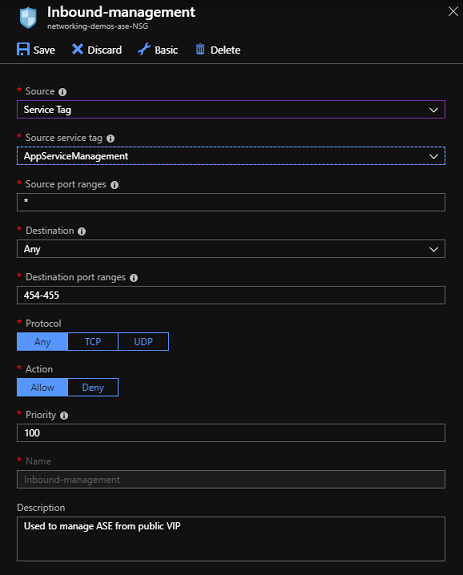 Inbound-management
networking-demos-ase-NSG
Save Discard Basic Delete
* Source
Service Tag
* Source service tag
AppServiceManagement
* Source port ranges
*
* Destination
Any
* Destination port ranges
454-455
* Protocol
Any TCP UDP
* Action
Allow Deny
* Priority
100
* Name
Inbound-management
Description
Used to manage ASE from public VIP